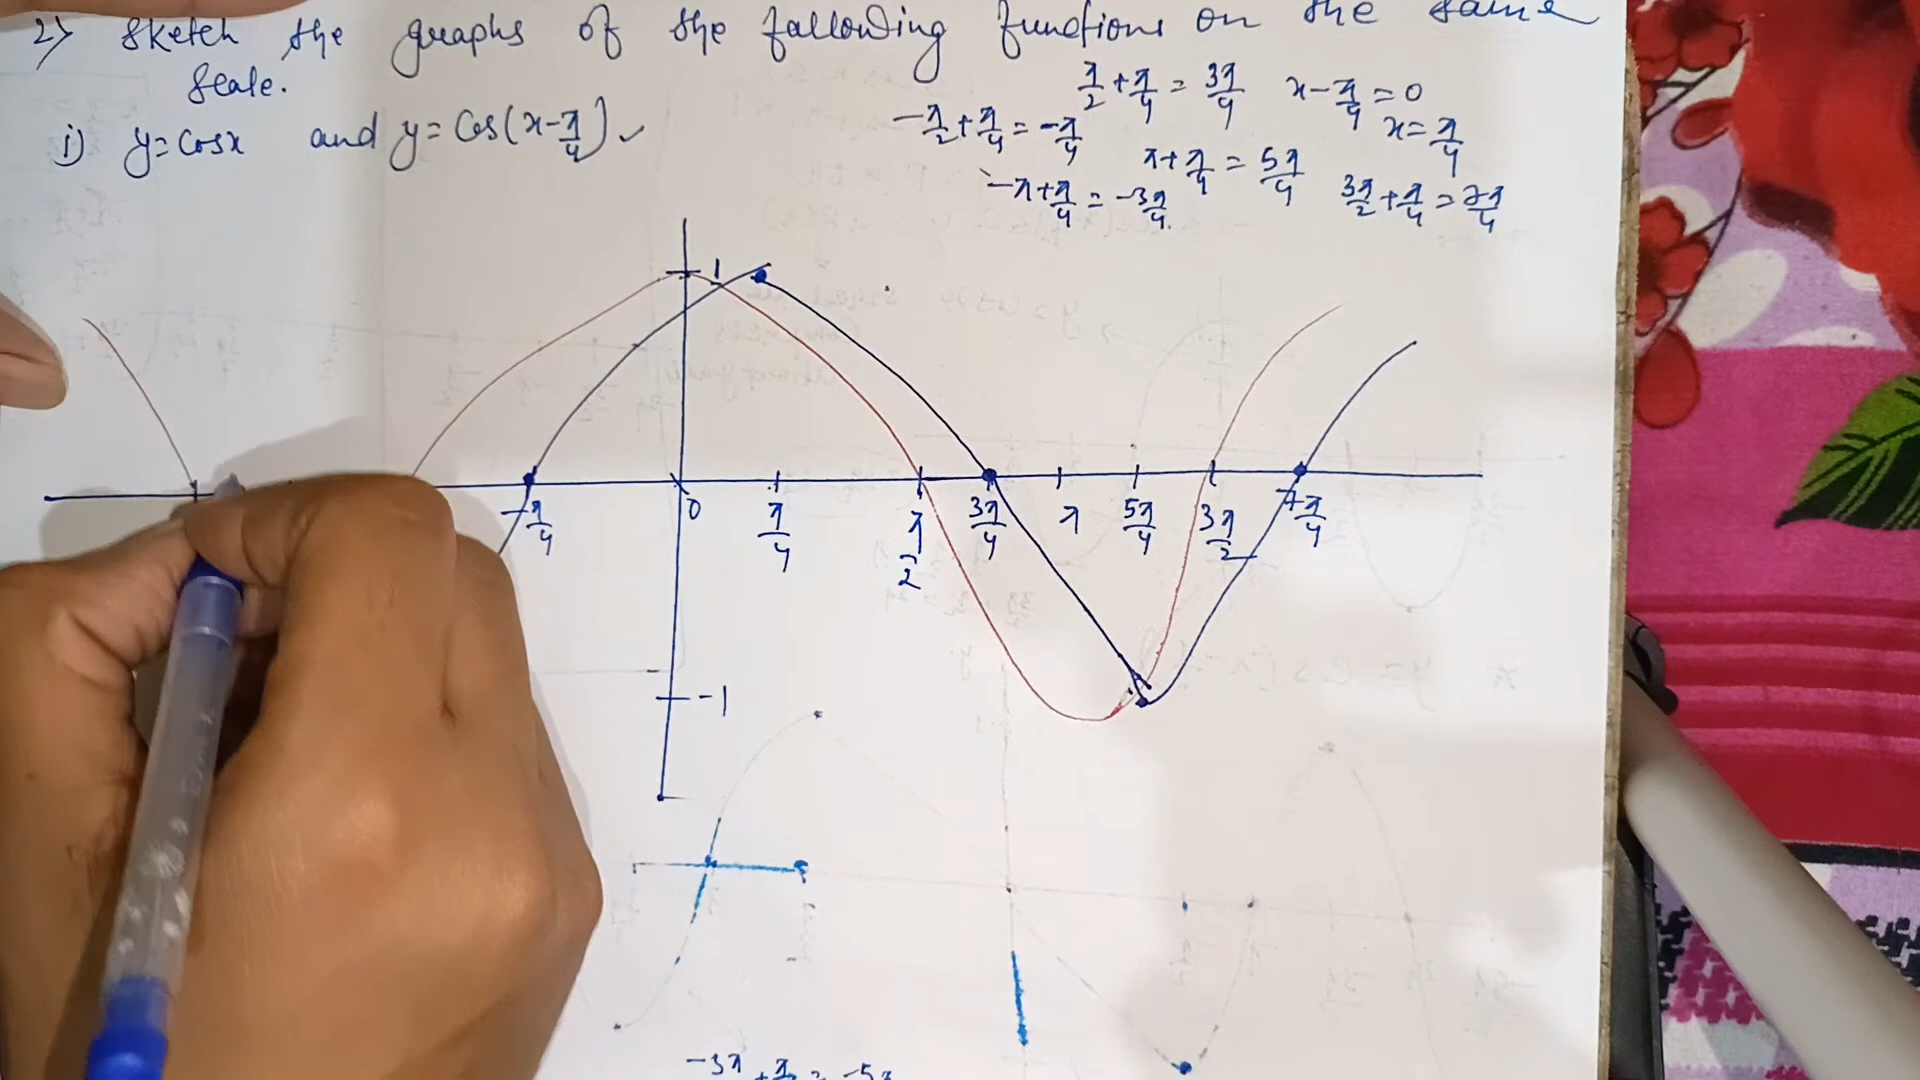 2) Sketch the graphs of the following functions on the same
Scale.
i) y=Cosx and y=Cos(x-π/4)✓
π/2+π/4=3π/4 x-π/4=0
-π/2+π/4=-π/4 x=π/4
π+π/4=5π/4
-π+π/4=-3π/4 3π/2+π/4=7π/4
1
-π/4 0 π/4 π/2 3π/4 π 5π/4 3π/2 7π/4
-1